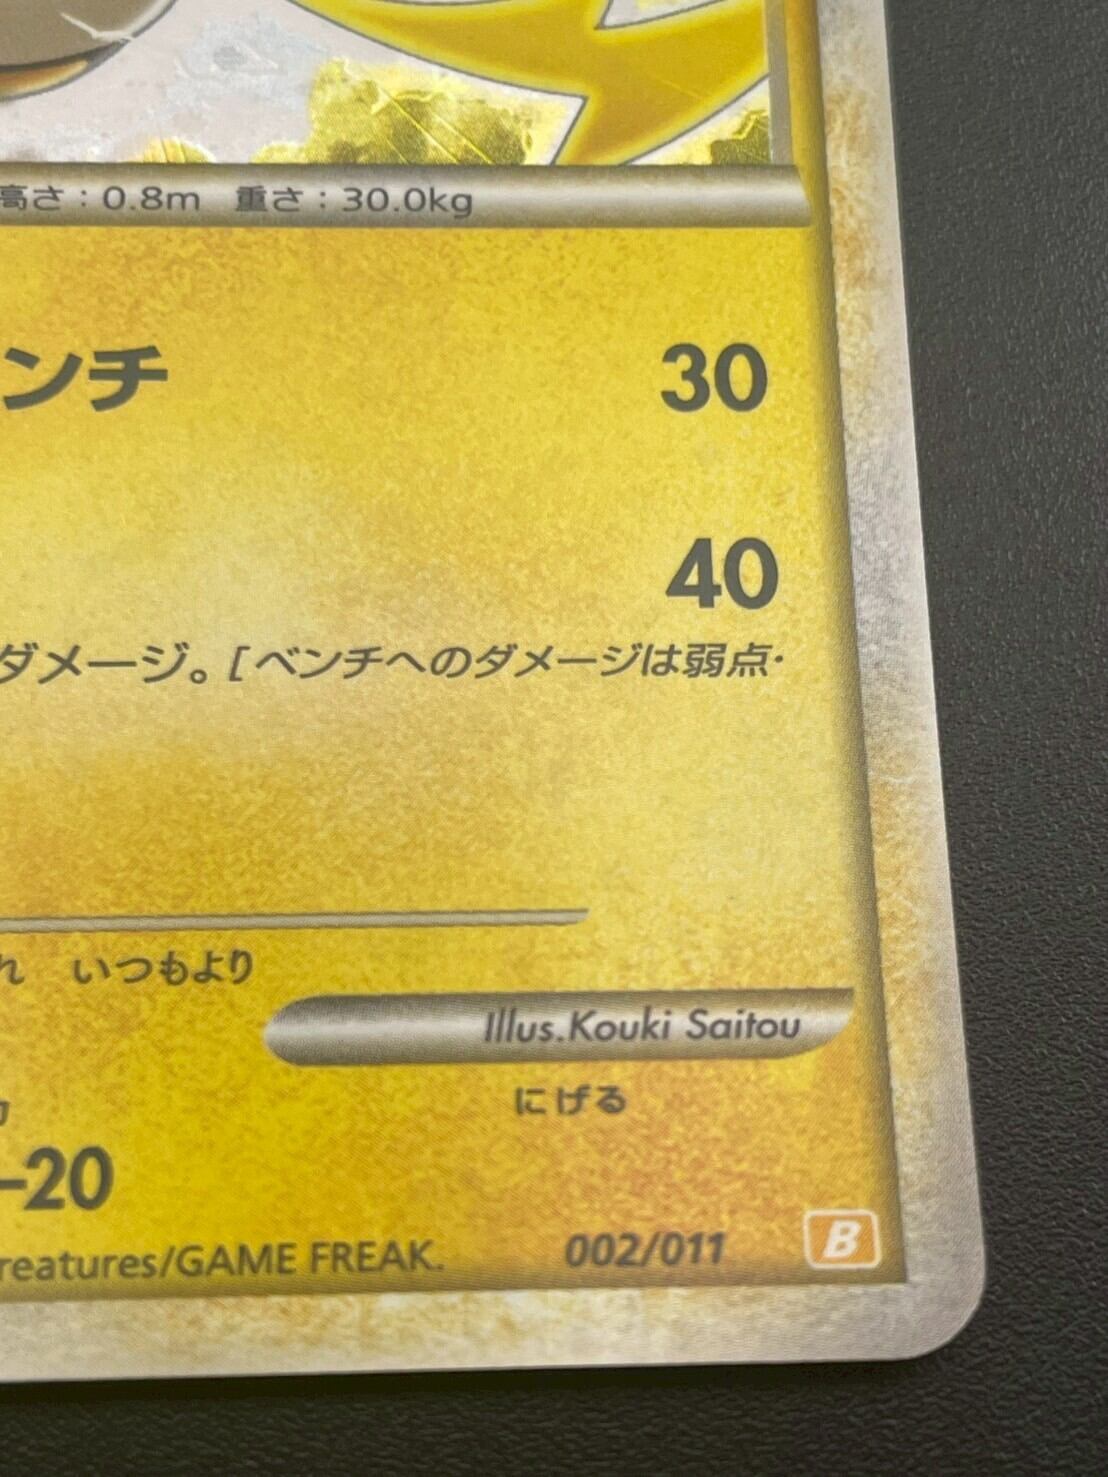 高さ：0.8m 重さ：30.0kg
ンチ 30
40
ダメージ。[ベンチへのダメージは弱点・
れ いつもより
Illus.Kouki Saitou
にげる
-20
reatures/GAME FREAK.
002/011
B